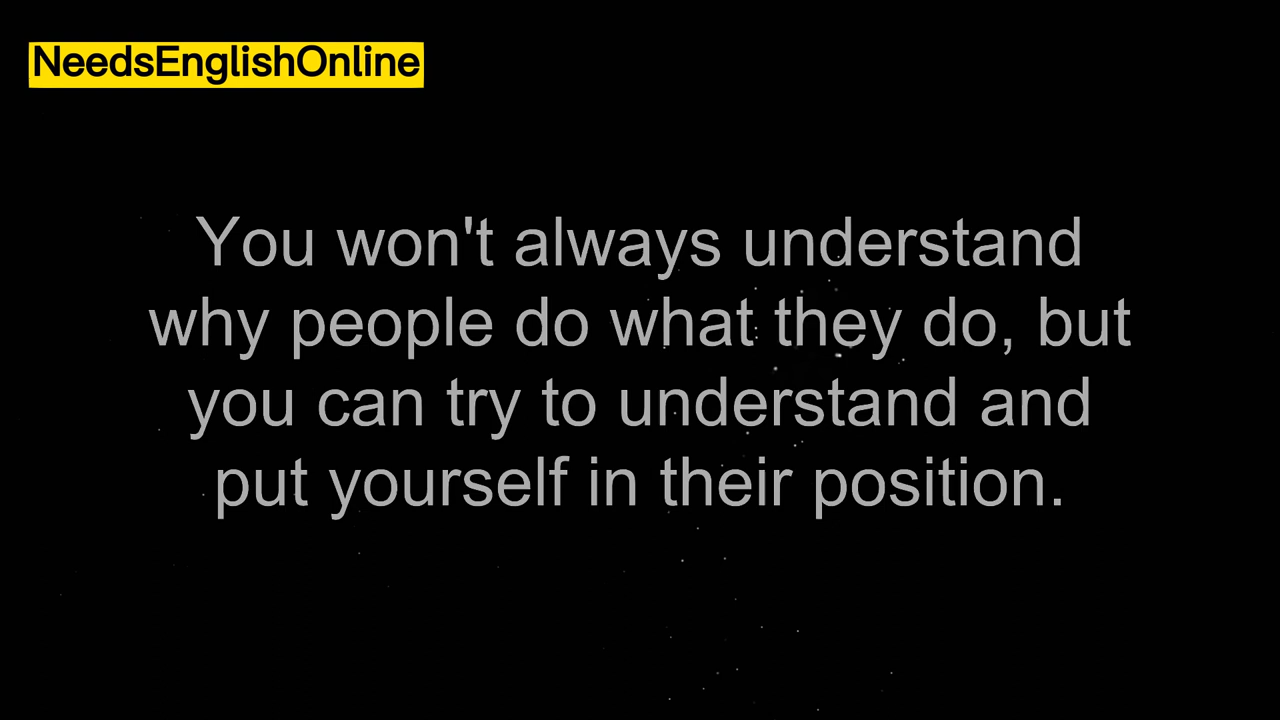 NeedsEnglishOnline
You won't always understand
why people do what they do, but
you can try to understand and
put yourself in their position.